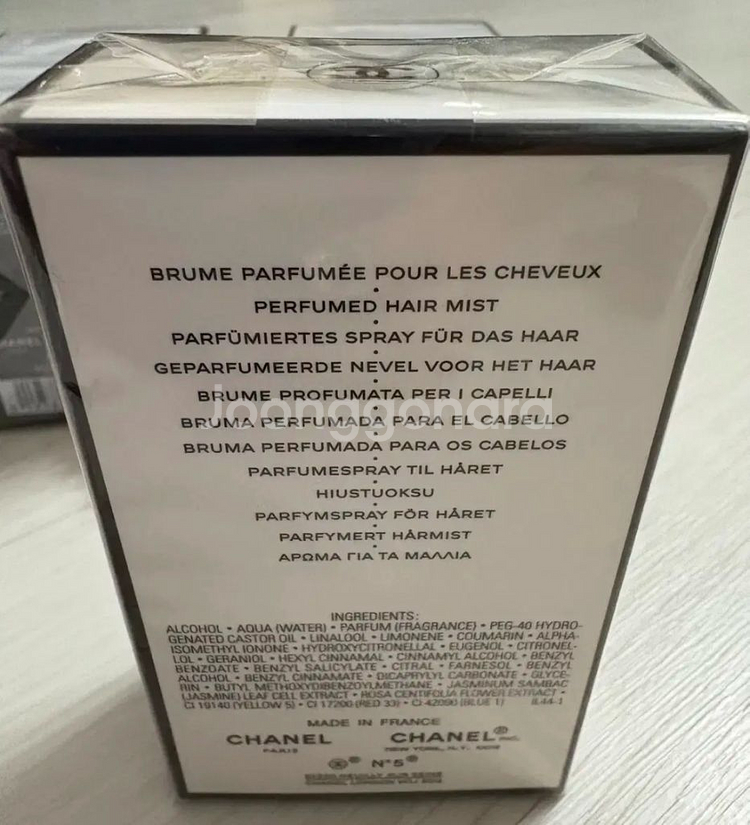 BRUME PARFUMÉE POUR LES CHEVEUX
PERFUMED HAIR MIST
PARFÜMIERTES SPRAY FÜR DAS HAAR
GEPARFUMEERDE NEVEL VOOR HET HAAR
BRUME PROFUMATA PER I CAPELLI
joonggonara
BRUMA PERFUMADA PARA EL CABELLO
BRUMA PERFUMADA PARA OS CABELOS
PARFUMESPRAY TIL HÅRET
HIUSTUOKSU
PARFYMSPRAY FÖR HÅRET
PARFYMERT HÅRMIST
ΑΡΩΜΑ ΓΙΑ ΤΑ ΜΑΛΛΙΑ
INGREDIENTS:
ALCOHOL • AQUA (WATER) • PARFUM (FRAGRANCE) • PEG-40 HYDRO-
GENATED CASTOR OIL • LINALOOL • LIMONENE • COUMARIN • ALPHA-
ISOMETHYL IONONE • HYDROXYCITRONELLAL • EUGENOL • CITRONEL-
LOL • GERANIOL • HEXYL CINNAMAL • CINNAMYL ALCOHOL • BENZYL
BENZOATE • BENZYL SALICYLATE • CITRAL • FARNESOL • BENZYL
ALCOHOL • BENZYL CINNAMATE • DICAPRYLYL CARBONATE • GLYCE-
RIN • BUTYL METHOXYDIBENZOYLMETHANE • JASMINUM SAMBAC
(JASMINE) LEAF CELL EXTRACT • ROSA CENTIFOLIA FLOWER EXTRACT •
CI 19140 (YELLOW 5) • CI 17200 (RED 33) • CI 42090 (BLUE 1) IL44-1
MADE IN FRANCE
CHANEL CHANEL® INC.
PARIS NEW YORK, N.Y. 10019
N°5®